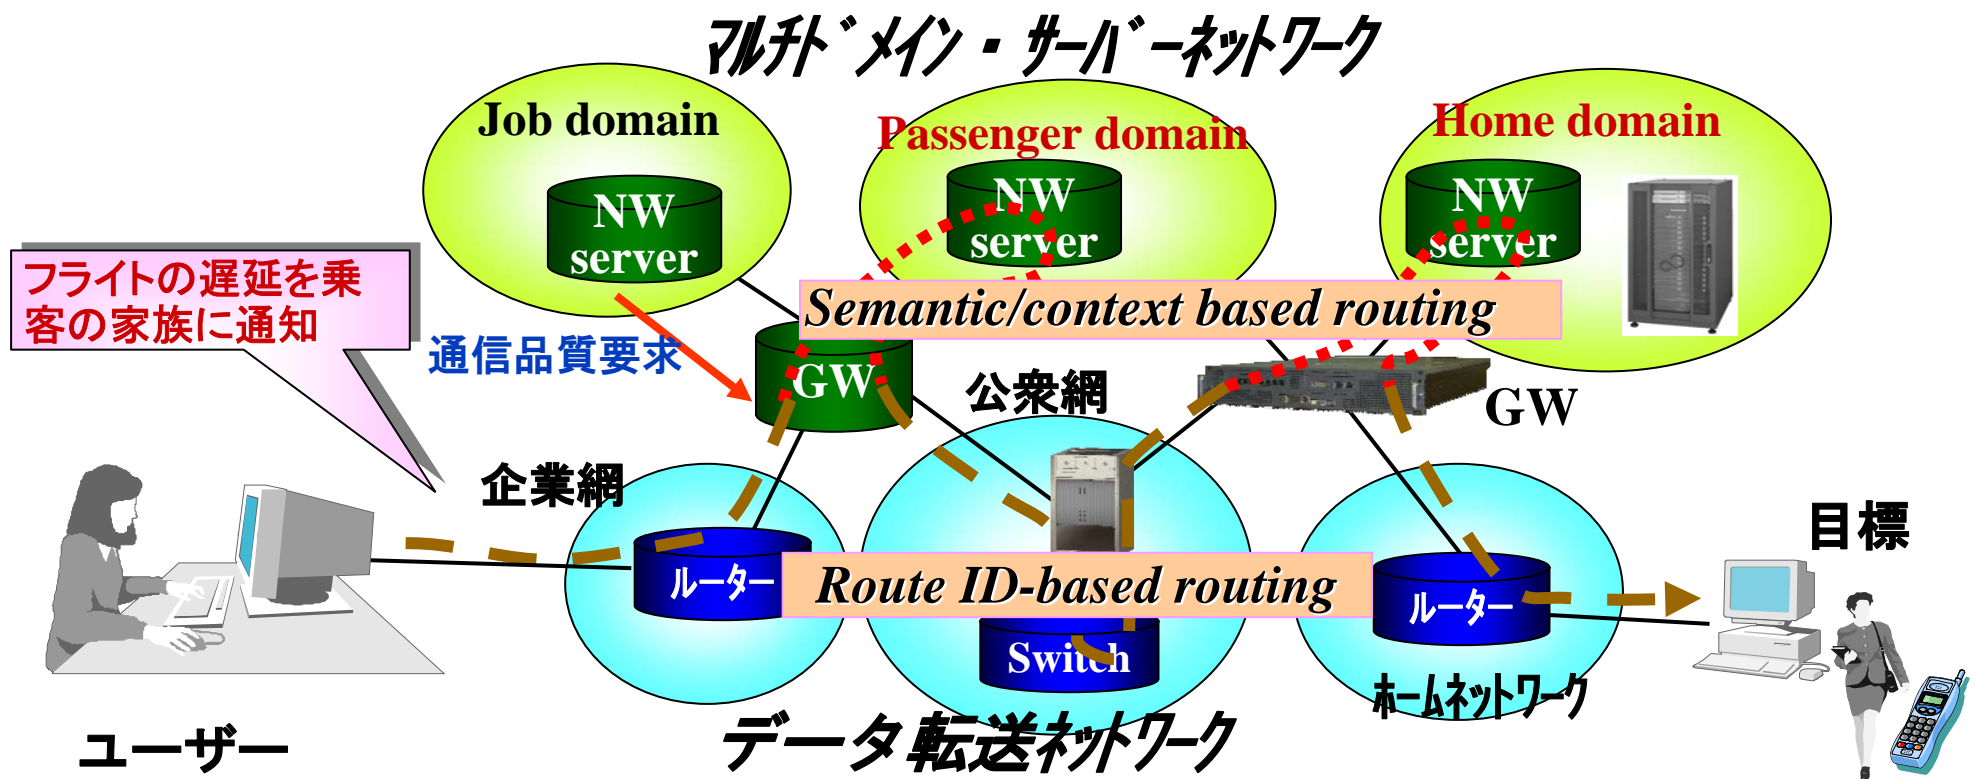 ﾏﾙﾁﾄﾞﾒｲﾝ・ｻｰﾊﾞｰﾈｯﾄﾜｰｸ
Job domain
Passenger domain
Home domain
NW
server
NW
server
NW
server
フライトの遅延を乗
客の家族に通知
Semantic/context based routing
通信品質要求
GW
公衆網
GW
企業網
目標
ﾙｰﾀｰ
Route ID-based routing
ﾙｰﾀｰ
Switch
ﾎｰﾑﾈｯﾄﾜｰｸ
ユーザー
データ転送ﾈｯﾄﾜｰｸ